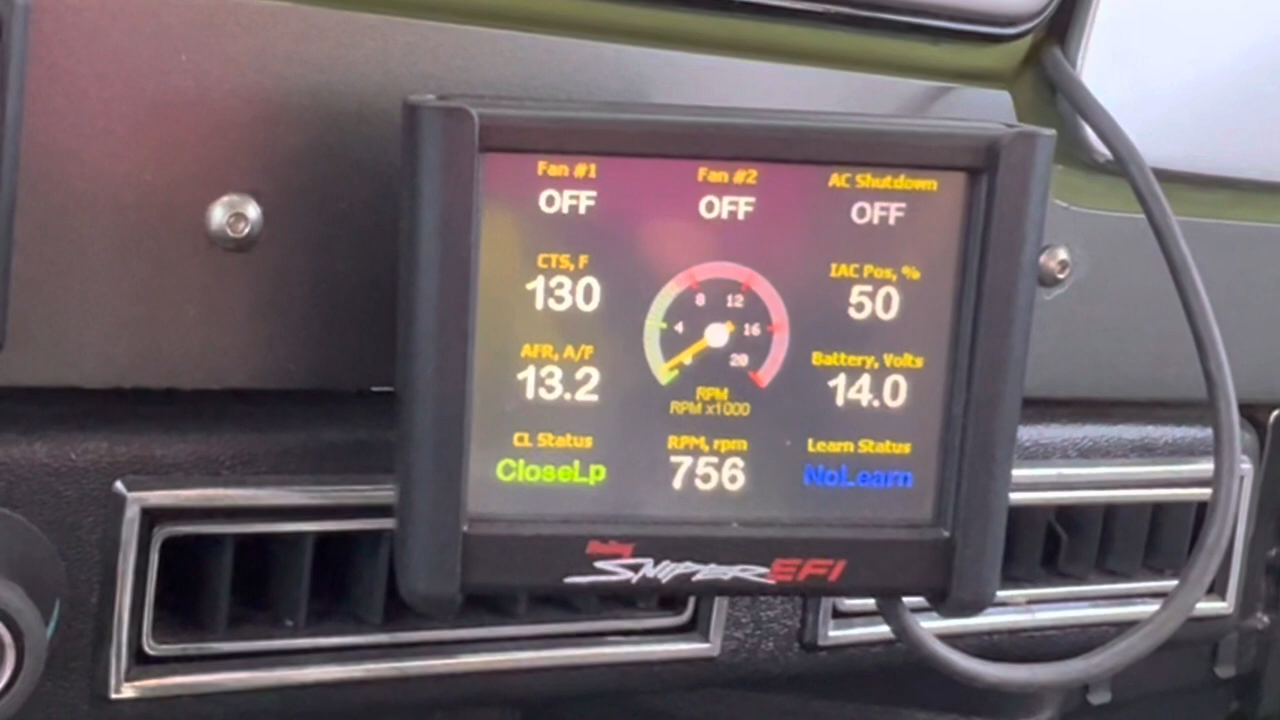 Fan #1
OFF
Fan #2
OFF
AC Shutdown
OFF
CTS, F
130
IAC Pos, %
50
8 12
4 16
20
AFR, A/F
13.2
RPM
RPM x1000
Battery, Volts
14.0
CL Status
CloseLp
RPM, rpm
756
Learn Status
NoLearn
Holley
SNIPER EFI